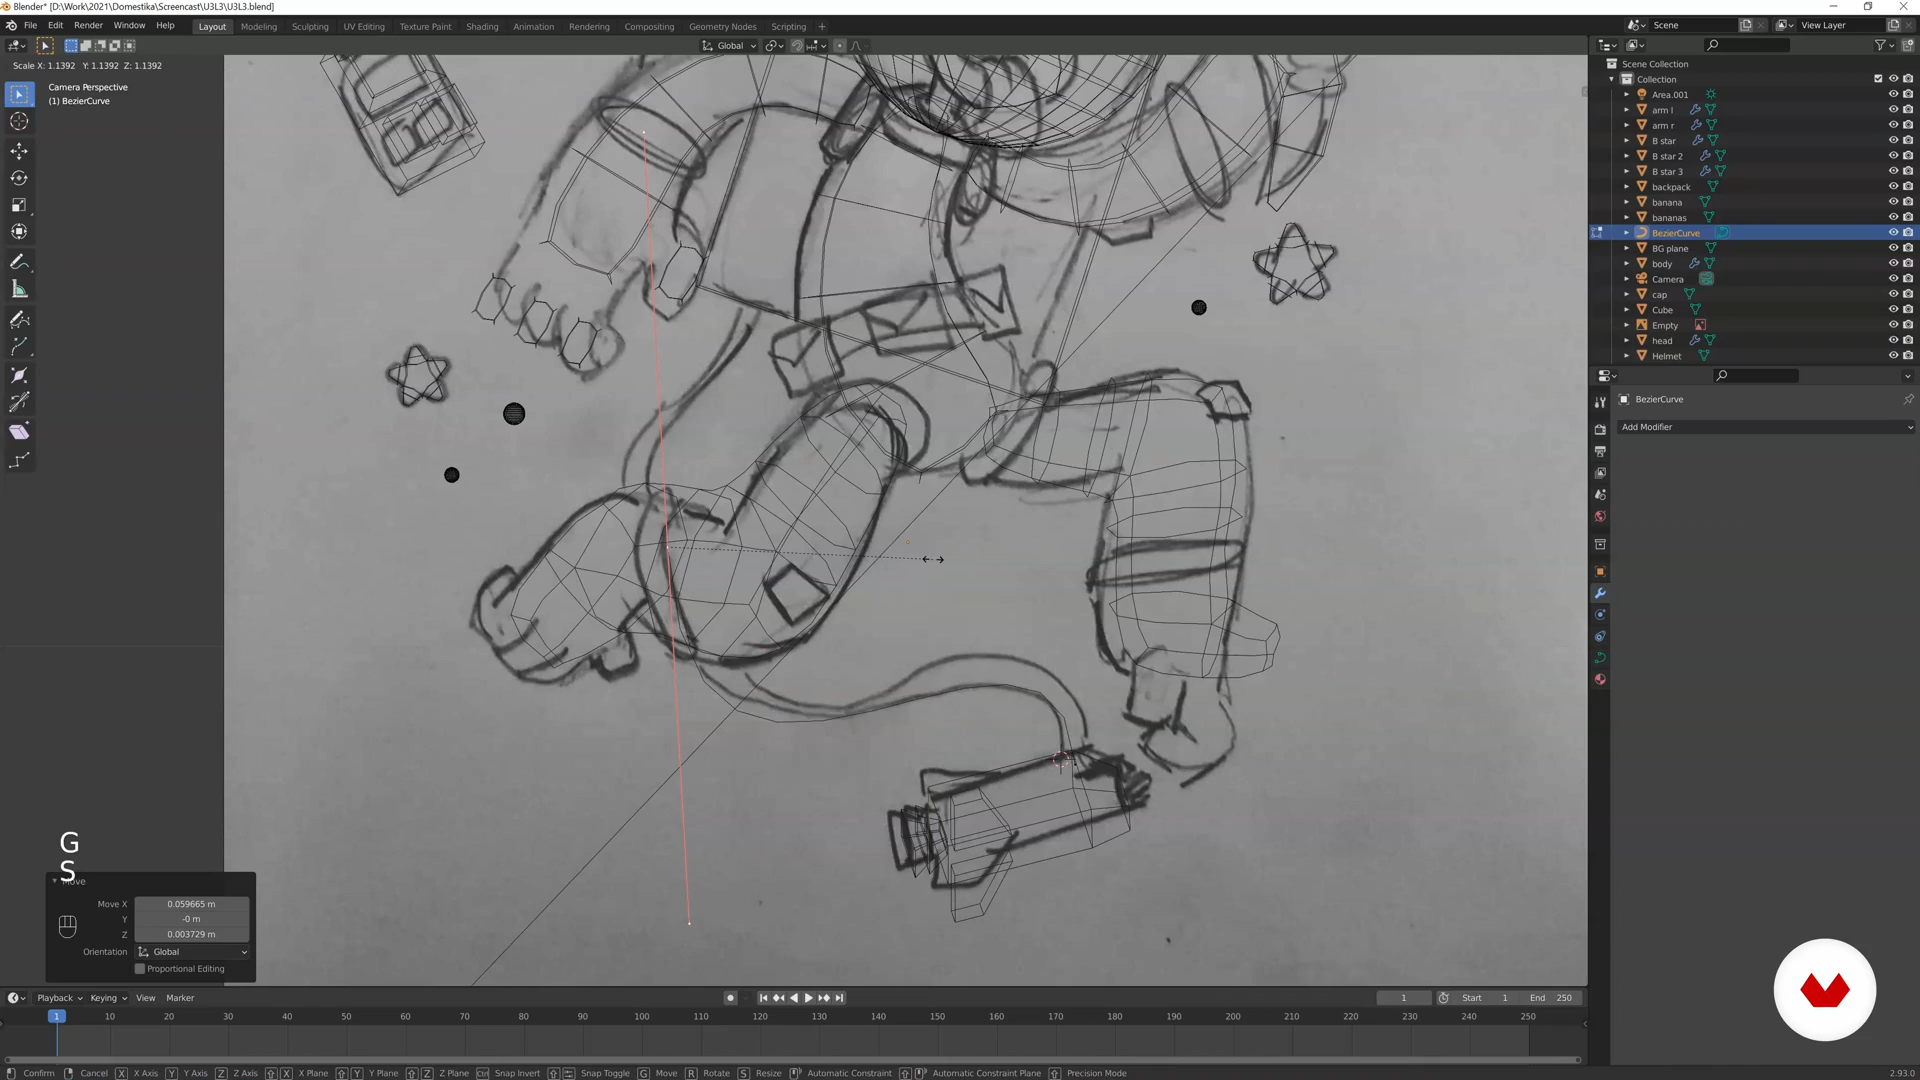 Blender* [D:\Work\2021\Domestika\Screencast\U3L3\U3L3.blend]
File Edit Render Window Help Layout Modeling Sculpting UV Editing Texture Paint Shading Animation Rendering Geometry Nodes Compositing Scripting + Scene View Layer
Global
Scale X: 1.1392 Y: 1.1392 Z: 1.1392
Camera Perspective
(1) BezierCurve
Scene Collection
Collection
Area.001
arm l
arm r
B star
B star 2
B star 3
backpack
banana
bananas
BezierCurve
BG plane
body
Camera
cap
Cube
Empty
head
Helmet
BezierCurve
Add Modifier
G
S
Move
Move X 0.059665 m
Y -0 m
Z 0.003729 m
Orientation Global
Proportional Editing
Playback Keying View Marker 1 Start 1 End 250
1 10 20 30 40 50 60 70 80 90 100 110 120 130 140 150 160 170 180 190 200 210 220 230 240 250
Confirm Cancel X X Axis Y Y Axis Z Z Axis X X Plane Y Y Plane Z Z Plane Ctrl Snap Invert Snap Toggle G Move R Rotate S Resize Automatic Constraint Automatic Constraint Plane Precision Mode 2.93.0